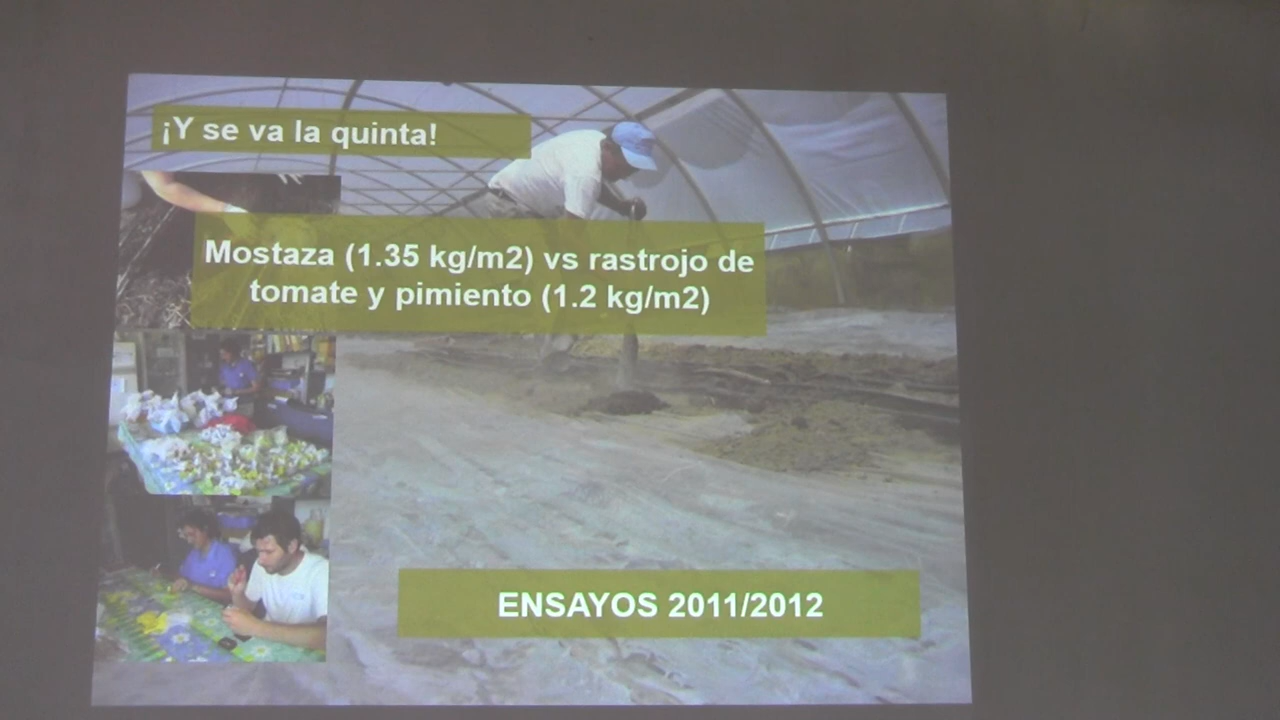 ¡Y se va la quinta!
Mostaza (1.35 kg/m2) vs rastrojo de
tomate y pimiento (1.2 kg/m2)
ENSAYOS 2011/2012